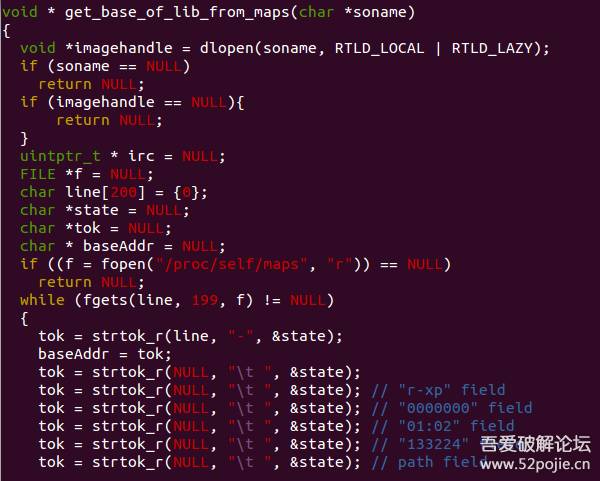 void * get_base_of_lib_from_maps(char *soname)
{
  void *imagehandle = dlopen(soname, RTLD_LOCAL | RTLD_LAZY);
  if (soname == NULL)
    return NULL;
  if (imagehandle == NULL){
      return NULL;
  }
  uintptr_t * irc = NULL;
  FILE *f = NULL;
  char line[200] = {0};
  char *state = NULL;
  char *tok = NULL;
  char * baseAddr = NULL;
  if ((f = fopen("/proc/self/maps", "r")) == NULL)
    return NULL;
  while (fgets(line, 199, f) != NULL)
  {
    tok = strtok_r(line, "-", &state);
    baseAddr = tok;
    tok = strtok_r(NULL, "\t ", &state);
    tok = strtok_r(NULL, "\t ", &state); // "r-xp" field
    tok = strtok_r(NULL, "\t ", &state); // "0000000" field
    tok = strtok_r(NULL, "\t ", &state); // "01:02" field
    tok = strtok_r(NULL, "\t ", &state); // "133224"
    tok = strtok_r(NULL, "\t ", &state); // path field
吾爱破解论坛
www.52pojie.cn